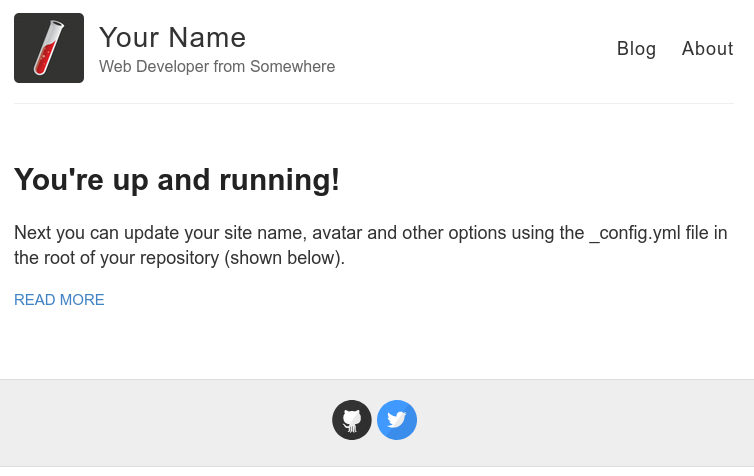 Your Name
Web Developer from Somewhere
Blog About
You're up and running!
Next you can update your site name, avatar and other options using the _config.yml file in
the root of your repository (shown below).
READ MORE